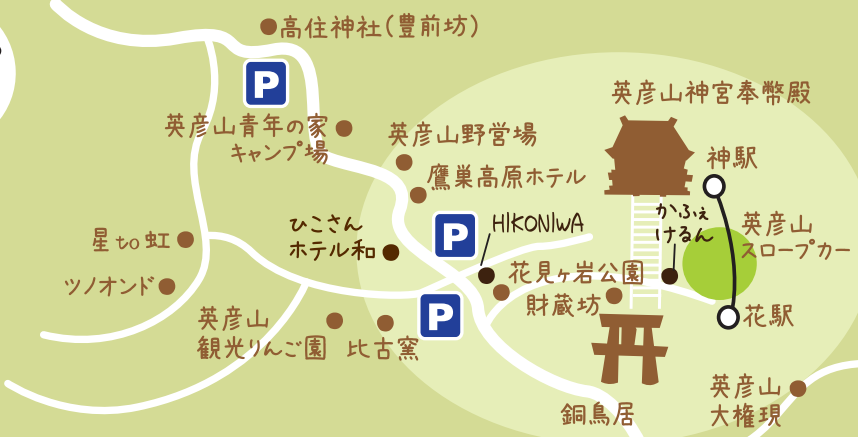 高住神社(豊前坊)
P
英彦山青年の家
キャンプ場
英彦山野営場
鷹巣高原ホテル
英彦山神宮奉幣殿
神駅
かふぇ
けるん
英彦山
スロープカー
星to虹
ツノオンド
ひこさん
ホテル和
P
HIKONIWA
花見ヶ岩公園
財蔵坊
P
花駅
英彦山
観光りんご園
比古窯
銅鳥居
英彦山
大権現